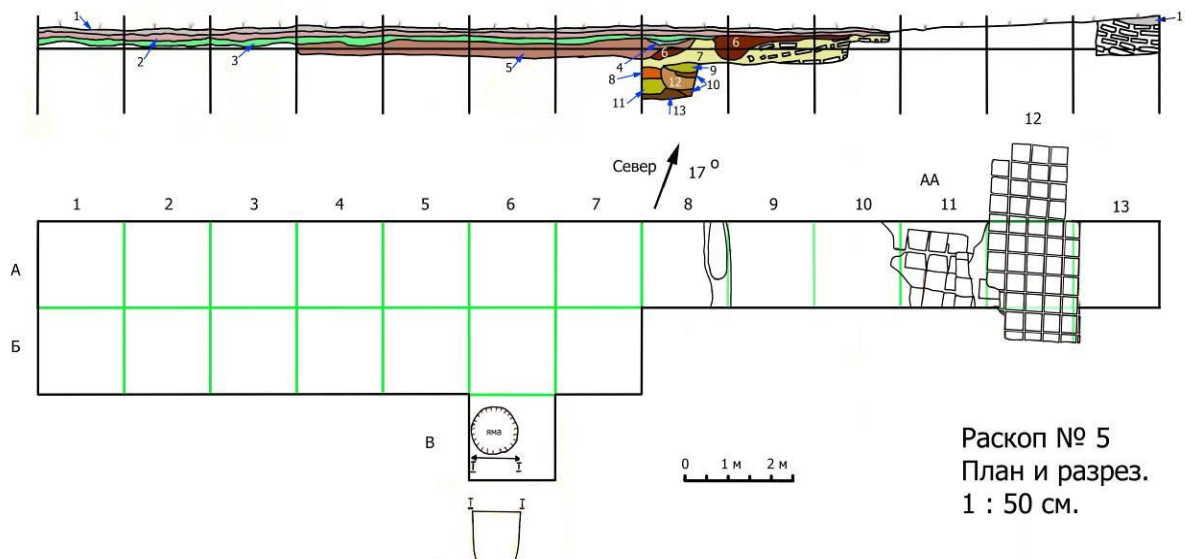 1
1
2
3
4
5
6
6
7
8
9
10
11
12
13
Север
17 о
12
АА
1 2 3 4 5 6 7 8 9 10 11 13
А
Б
В
яма
I I
I I
0 1 м 2 м
Раскоп № 5
План и разрез.
1 : 50 см.